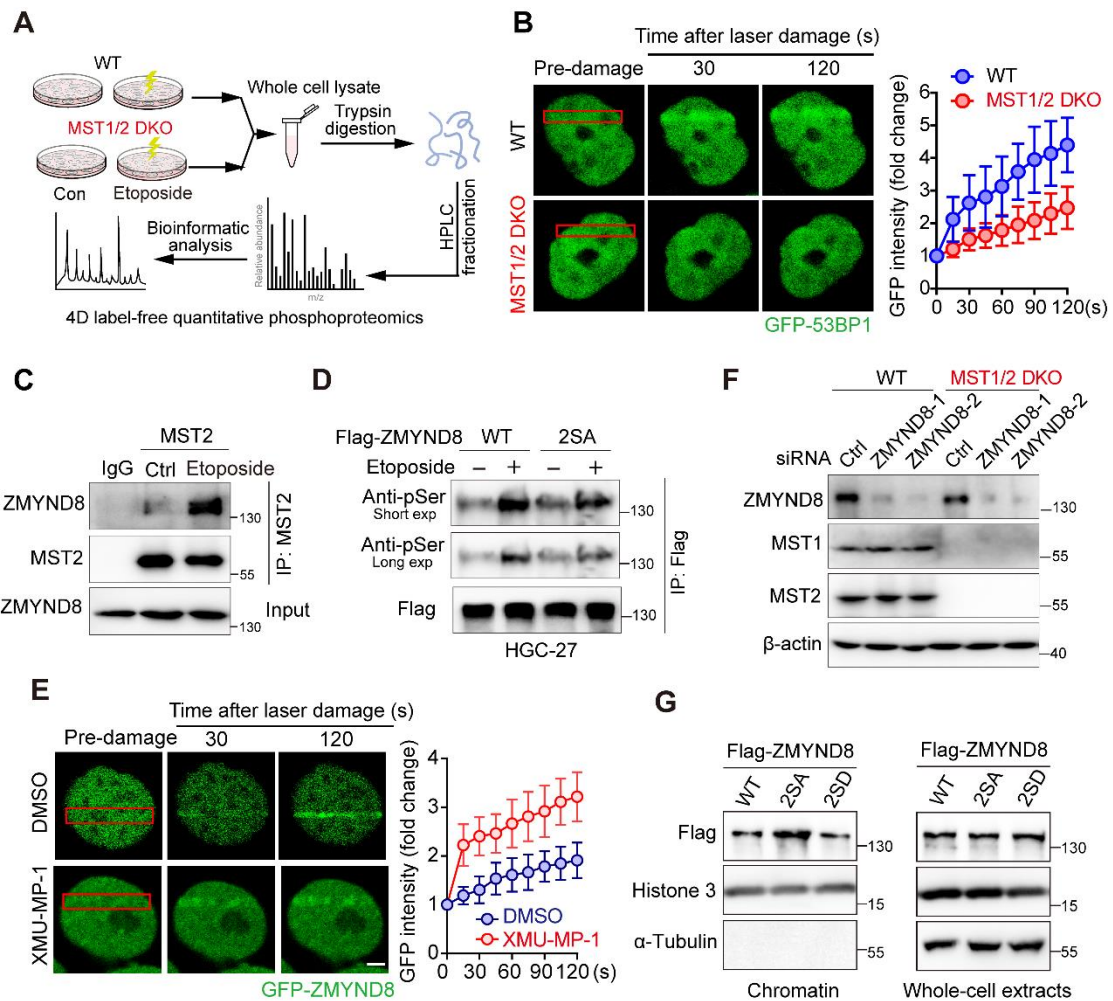 A
WT
MST1/2 DKO
Con
Etoposide
Whole cell lysate
Trypsin
digestion
HPLC
fractionation
Bioinformatic
analysis
Relative abundance
m/z
4D label-free quantitative phosphoproteomics
B
Time after laser damage (s)
Pre-damage 30 120
WT
MST1/2 DKO
GFP-53BP1
WT
MST1/2 DKO
GFP intensity (fold change)
6
5
4
3
2
1
0
0 30 60 90 120 (s)
C
MST2
IgG Ctrl Etoposide
ZMYND8
-130
MST2
-55
IP: MST2
ZMYND8
Input
-130
D
Flag-ZMYND8 WT 2SA
Etoposide − + − +
Anti-pSer
Short exp
-130
Anti-pSer
Long exp
-130
Flag
-130
IP: Flag
HGC-27
F
WT MST1/2 DKO
siRNA Ctrl ZMYND8-1 ZMYND8-2 Ctrl ZMYND8-1 ZMYND8-2
ZMYND8
-130
MST1
-55
MST2
-55
β-actin
-40
E
Time after laser damage (s)
Pre-damage 30 120
DMSO
XMU-MP-1
GFP-ZMYND8
GFP intensity (fold change)
4
3
2
1
0
DMSO
XMU-MP-1
0 30 60 90 120 (s)
G
Flag-ZMYND8
WT 2SA 2SD
Flag
-130
Histone 3
-15
α-Tubulin
-55
Chromatin
Flag-ZMYND8
WT 2SA 2SD
-130
-15
-55
Whole-cell extracts